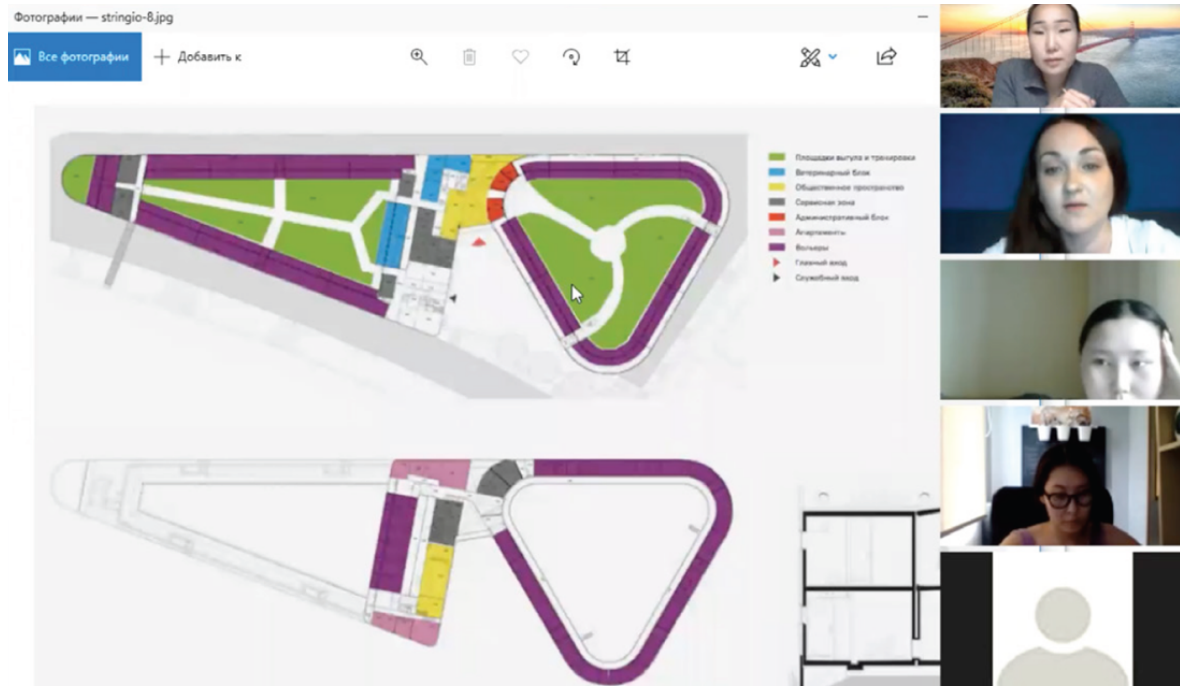 Фотографии — stringio-8.jpg
Все фотографии
Добавить к
Площадки выгула и тренировки
Ветеринарный блок
Общественное пространство
Сервисная зона
Административный блок
Апартаменты
Вольеры
Главный вход
Служебный вход